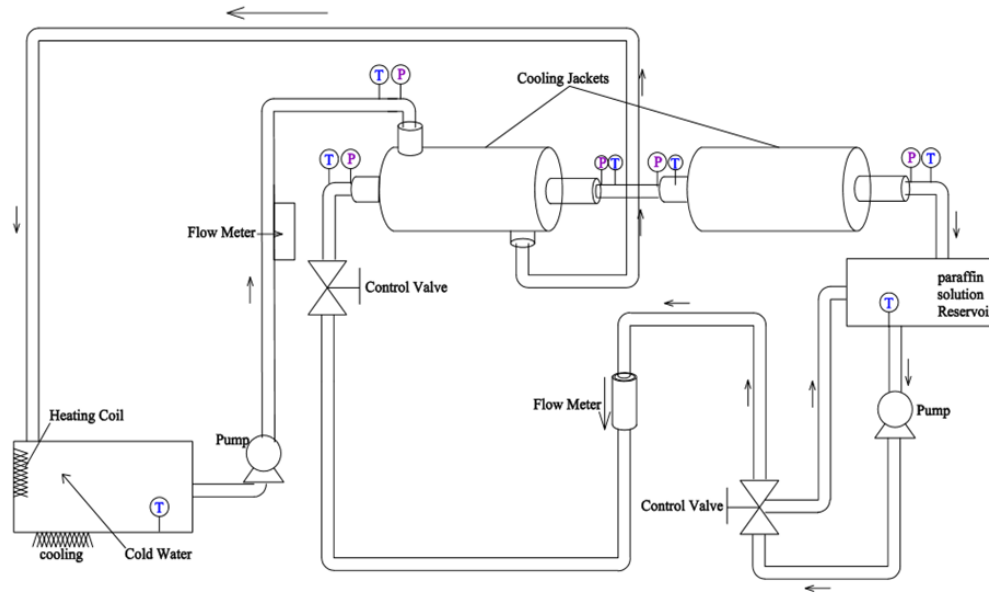 Cooling Jackets
T
P
T
P
P
T
P
T
P
T
Flow Meter
Control Valve
paraffin
solution
Reservoi
T
Heating Coil
Pump
Flow Meter
Pump
T
Control Valve
cooling
Cold Water